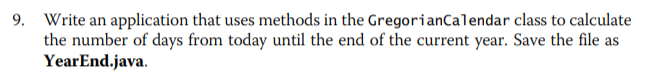 9. Write an application that uses methods in the GregorianCalendar class to calculate
the number of days from today until the end of the current year. Save the file as
YearEnd.java.